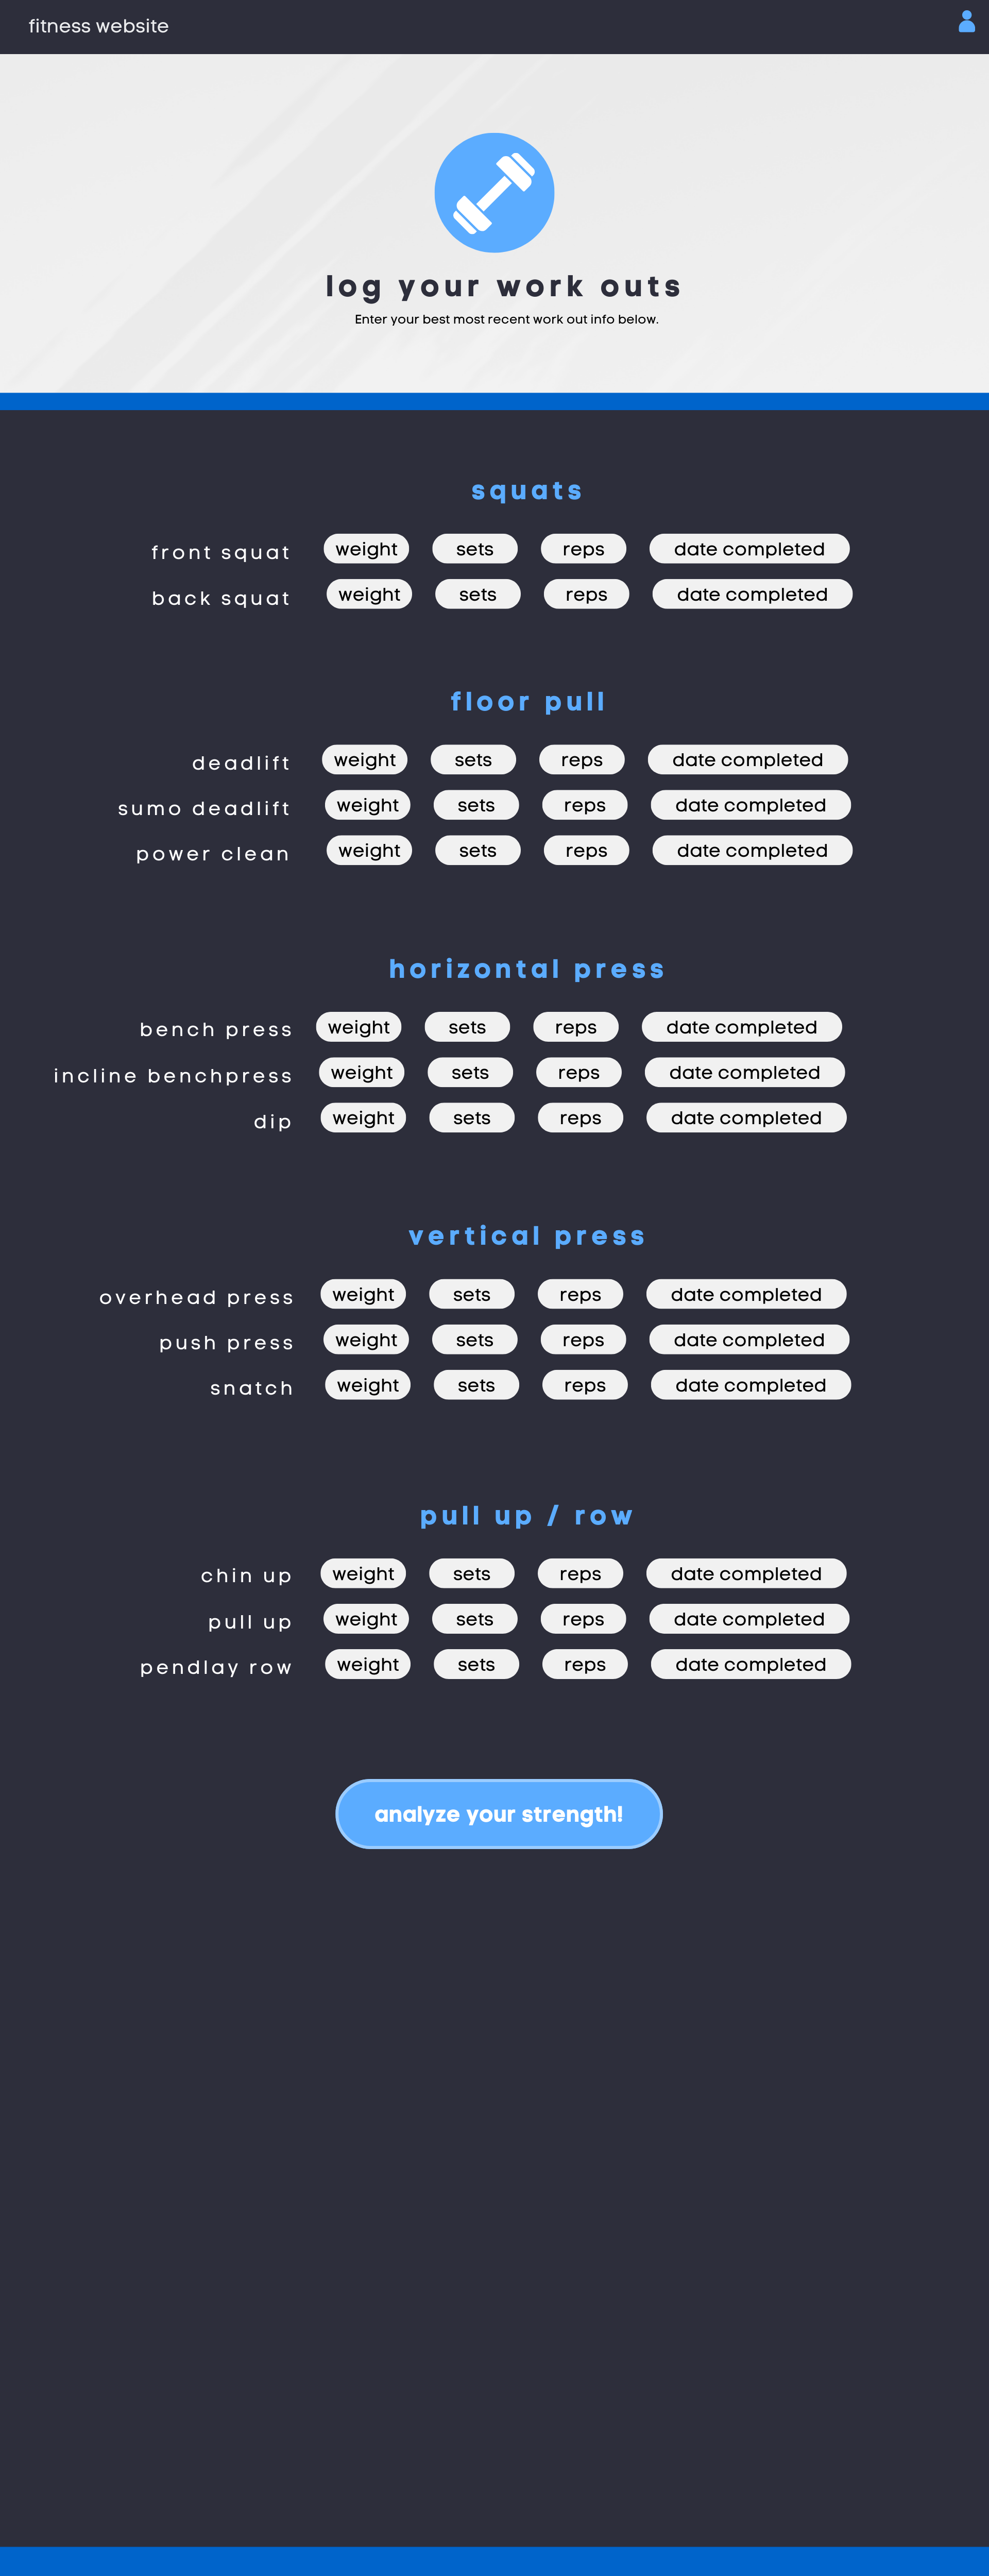 fitness website
log your work outs
Enter your best most recent work out info below.
squats
front squat weight sets reps date completed
back squat weight sets reps date completed
floor pull
deadlift weight sets reps date completed
sumo deadlift weight sets reps date completed
power clean weight sets reps date completed
horizontal press
bench press weight sets reps date completed
incline benchpress weight sets reps date completed
dip weight sets reps date completed
vertical press
overhead press weight sets reps date completed
push press weight sets reps date completed
snatch weight sets reps date completed
pull up / row
chin up weight sets reps date completed
pull up weight sets reps date completed
pendlay row weight sets reps date completed
analyze your strength!